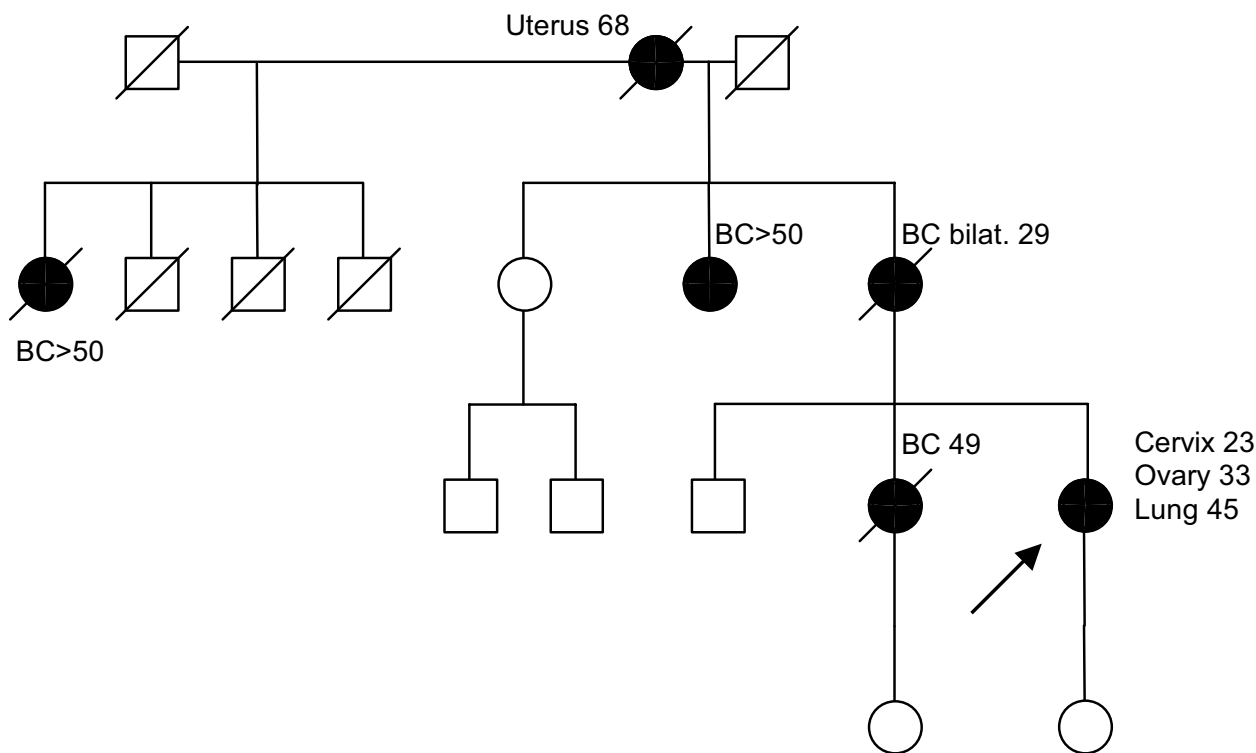 Uterus 68
BC>50
BC bilat. 29
BC>50
BC 49
Cervix 23
Ovary 33
Lung 45